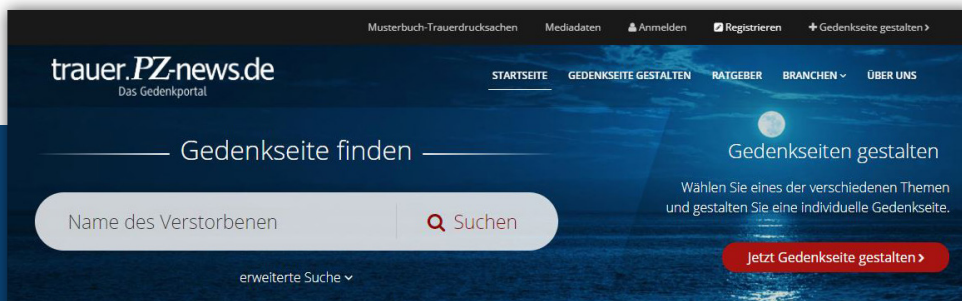 Musterbuch-Trauerdrucksachen Mediadaten Anmelden Registrieren + Gedenkseite gestalten >
trauer.PZ-news.de
Das Gedenkportal
STARTSEITE GEDENKSEITE GESTALTEN RATGEBER BRANCHEN ÜBER UNS
Gedenkseite finden
Name des Verstorbenen Suchen
erweiterte Suche
Gedenkseiten gestalten
Wählen Sie eines der verschiedenen Themen
und gestalten Sie eine individuelle Gedenkseite.
Jetzt Gedenkseite gestalten >